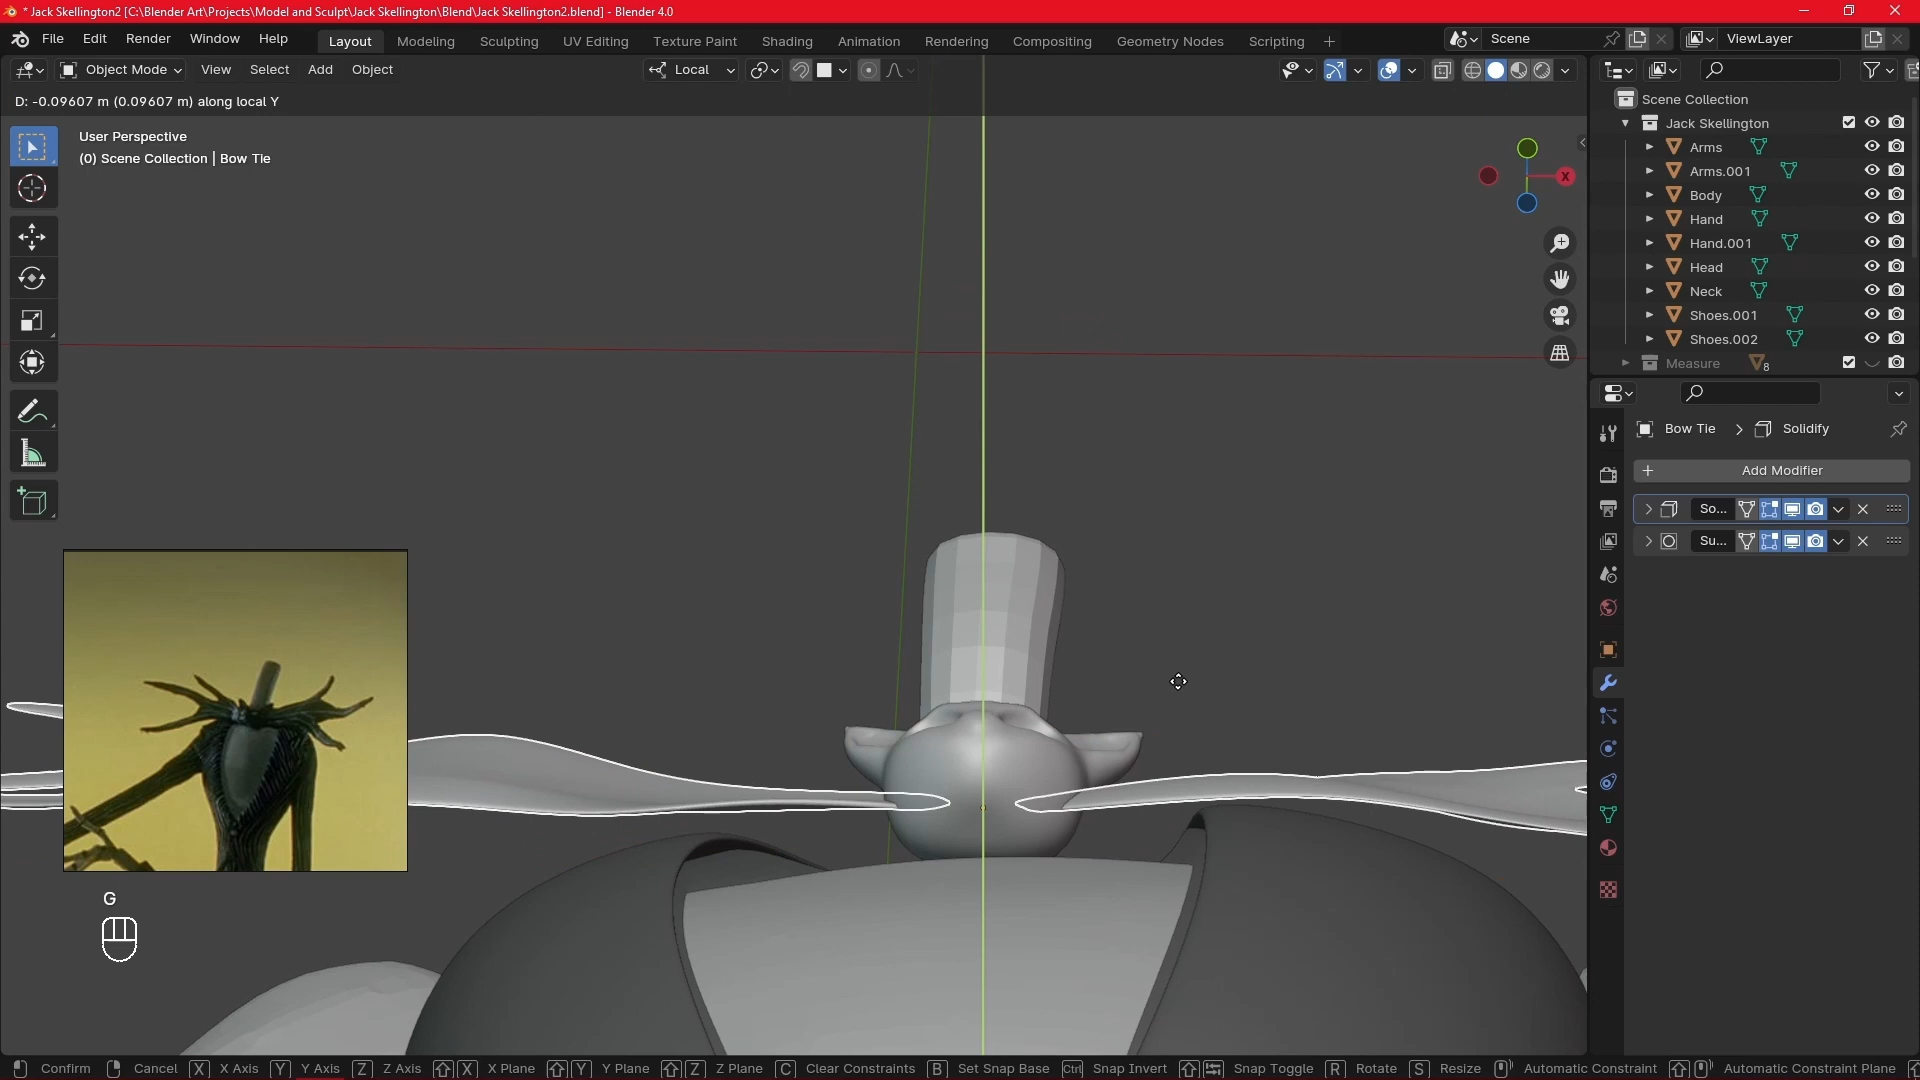 * Jack Skellington2 [C:\Blender Art\Projects\Model and Sculpt\Jack Skellington\Blend\Jack Skellington2.blend] - Blender 4.0
File Edit Render Window Help Layout Modeling Sculpting UV Editing Texture Paint Shading Animation Rendering Compositing Geometry Nodes Scripting + Scene ViewLayer
Object Mode View Select Add Object Local
D: -0.09607 m (0.09607 m) along local Y
User Perspective
(0) Scene Collection | Bow Tie
X
Scene Collection
Jack Skellington
Arms
Arms.001
Body
Hand
Hand.001
Head
Neck
Shoes.001
Shoes.002
Measure 8
Bow Tie > Solidify
+ Add Modifier
So...
Su...
G
Confirm Cancel X X Axis Y Y Axis Z Z Axis X X Plane Y Y Plane Z Z Plane C Clear Constraints B Set Snap Base Ctrl Snap Invert Snap Toggle R Rotate S Resize Automatic Constraint Automatic Constraint Plane